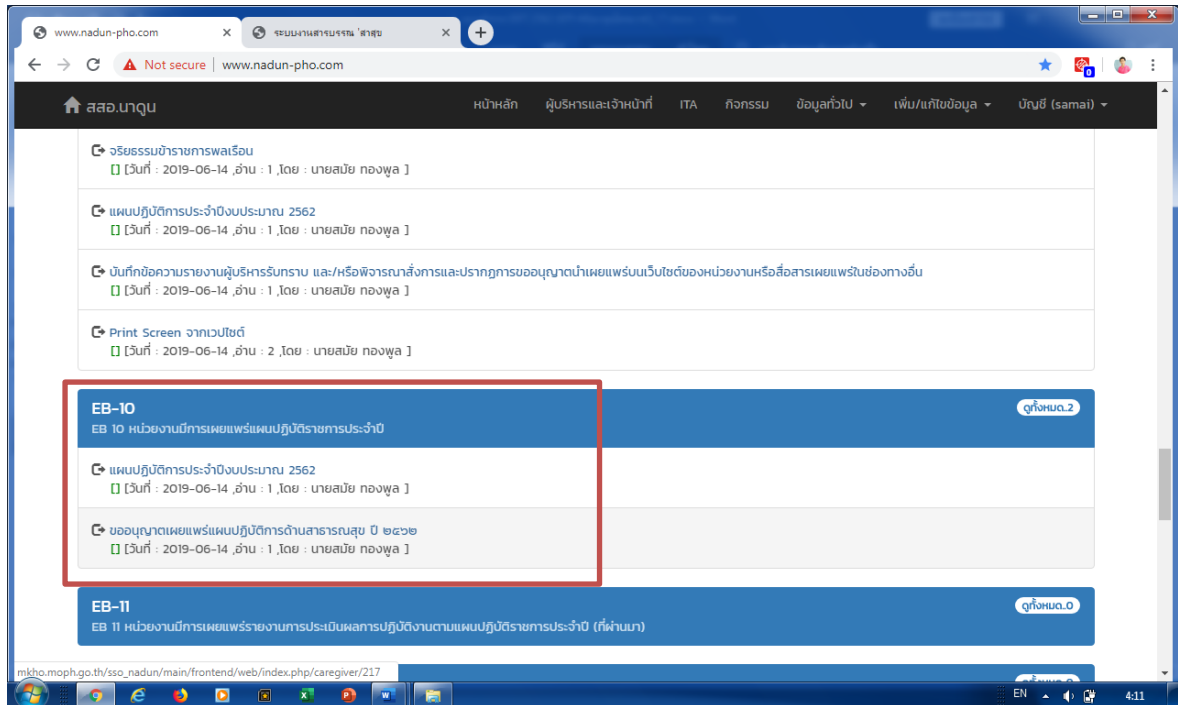 www.nadun-pho.com
ระบบงานสารบรรณ 'สาสุข
Not secure | www.nadun-pho.com
0
สสอ.นาดูน หน้าหลัก ผู้บริหารและเจ้าหน้าที่ ITA กิจกรรม ข้อมูลทั่วไป เพิ่ม/แก้ไขข้อมูล บัญชี (samai)
จริยธรรมข้าราชการพลเรือน
[] [วันที่ : 2019-06-14 ,อ่าน : 1 ,โดย : นายสมัย ทองพูล ]
แผนปฏิบัติการประจำปีงบประมาณ 2562
[] [วันที่ : 2019-06-14 ,อ่าน : 1 ,โดย : นายสมัย ทองพูล ]
บันทึกข้อความรายงานผู้บริหารรับทราบ และ/หรือพิจารณาสั่งการและปรากฏการขออนุญาตนำเผยแพร่บนเว็บไซต์ของหน่วยงานหรือสื่อสารเผยแพร่ในช่องทางอื่น
[] [วันที่ : 2019-06-14 ,อ่าน : 1 ,โดย : นายสมัย ทองพูล ]
Print Screen จากเวปไซต์
[] [วันที่ : 2019-06-14 ,อ่าน : 2 ,โดย : นายสมัย ทองพูล ]
EB-10 ดูทั้งหมด..2
EB 10 หน่วยงานมีการเผยแพร่แผนปฏิบัติราชการประจำปี
แผนปฏิบัติการประจำปีงบประมาณ 2562
[] [วันที่ : 2019-06-14 ,อ่าน : 1 ,โดย : นายสมัย ทองพูล ]
ขออนุญาตเผยแพร่แผนปฏิบัติการด้านสาธารณสุข ปี ๒๕๖๒
[] [วันที่ : 2019-06-14 ,อ่าน : 1 ,โดย : นายสมัย ทองพูล ]
EB-11 ดูทั้งหมด..0
EB 11 หน่วยงานมีการเผยแพร่รายงานการประเมินผลการปฏิบัติงานตามแผนปฏิบัติราชการประจำปี (ที่ผ่านมา)
mkho.moph.go.th/sso_nadun/main/frontend/web/index.php/caregiver/217
EN 4:11